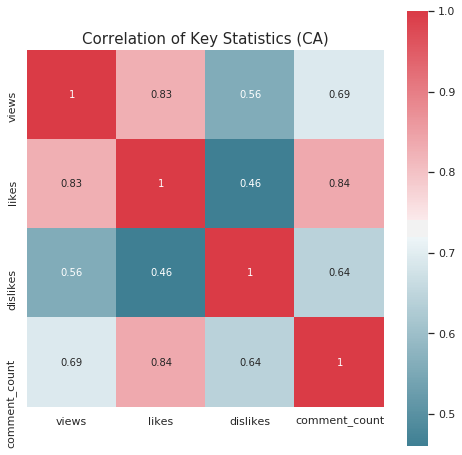 Correlation of Key Statistics (CA)
views
1
0.83
0.56
0.69
likes
0.83
1
0.46
0.84
dislikes
0.56
0.46
1
0.64
comment_count
0.69
0.84
0.64
1
views
likes
dislikes
comment_count
1.0
0.9
0.8
0.7
0.6
0.5